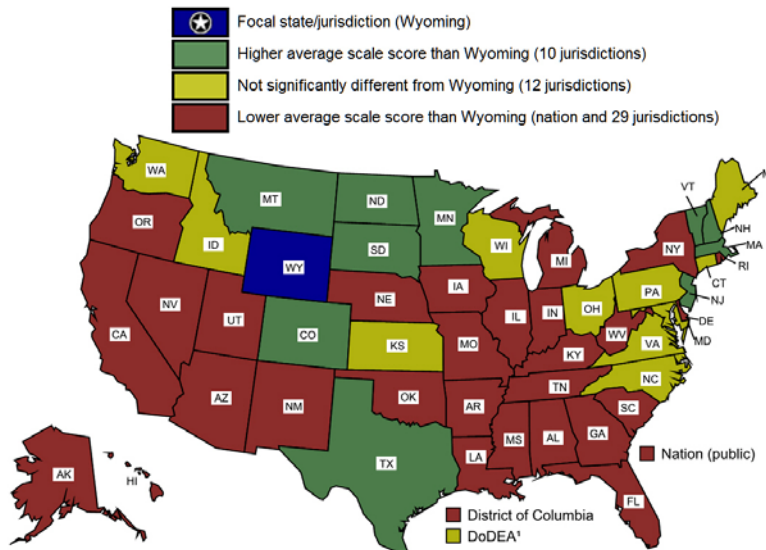 Focal state/jurisdiction (Wyoming)
Higher average scale score than Wyoming (10 jurisdictions)
Not significantly different from Wyoming (12 jurisdictions)
Lower average scale score than Wyoming (nation and 29 jurisdictions)
WA
MT
ND
MN
VT
NH
MA
OR
ID
WY
SD
WI
MI
NY
RI
CT
NV
UT
NE
IA
IL
IN
OH
PA
NJ
DE
MD
CA
CO
KS
MO
KY
WV
VA
AZ
NM
OK
AR
TN
NC
SC
TX
LA
MS
AL
GA
FL
Nation (public)
AK
HI
District of Columbia
DoDEA¹